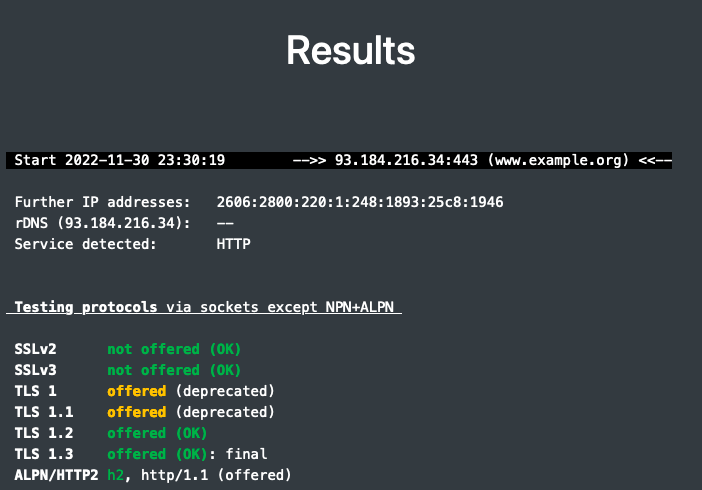 Results
Start 2022-11-30 23:30:19 -->> 93.184.216.34:443 (www.example.org) <<--
Further IP addresses: 2606:2800:220:1:248:1893:25c8:1946
rDNS (93.184.216.34): --
Service detected: HTTP
Testing protocols via sockets except NPN+ALPN
SSLv2 not offered (OK)
SSLv3 not offered (OK)
TLS 1 offered (deprecated)
TLS 1.1 offered (deprecated)
TLS 1.2 offered (OK)
TLS 1.3 offered (OK): final
ALPN/HTTP2 h2, http/1.1 (offered)